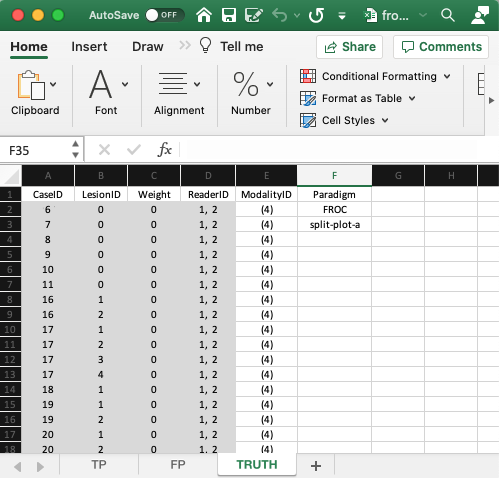 AutoSave OFF fro...
Home Insert Draw Tell me Share Comments
Clipboard Font Alignment Number
Conditional Formatting
Format as Table
Cell Styles
F35 fx
A B C D E F G H
1 CaseID LesionID Weight ReaderID ModalityID Paradigm
2 6 0 0 1, 2 (4) FROC
3 7 0 0 1, 2 (4) split-plot-a
4 8 0 0 1, 2 (4)
5 9 0 0 1, 2 (4)
6 10 0 0 1, 2 (4)
7 11 0 0 1, 2 (4)
8 16 1 0 1, 2 (4)
9 16 2 0 1, 2 (4)
10 17 1 0 1, 2 (4)
11 17 2 0 1, 2 (4)
12 17 3 0 1, 2 (4)
13 17 4 0 1, 2 (4)
14 18 1 0 1, 2 (4)
15 19 1 0 1, 2 (4)
16 19 2 0 1, 2 (4)
17 20 1 0 1, 2 (4)
18 20 2 0 1, 2 (4)
TP FP TRUTH +